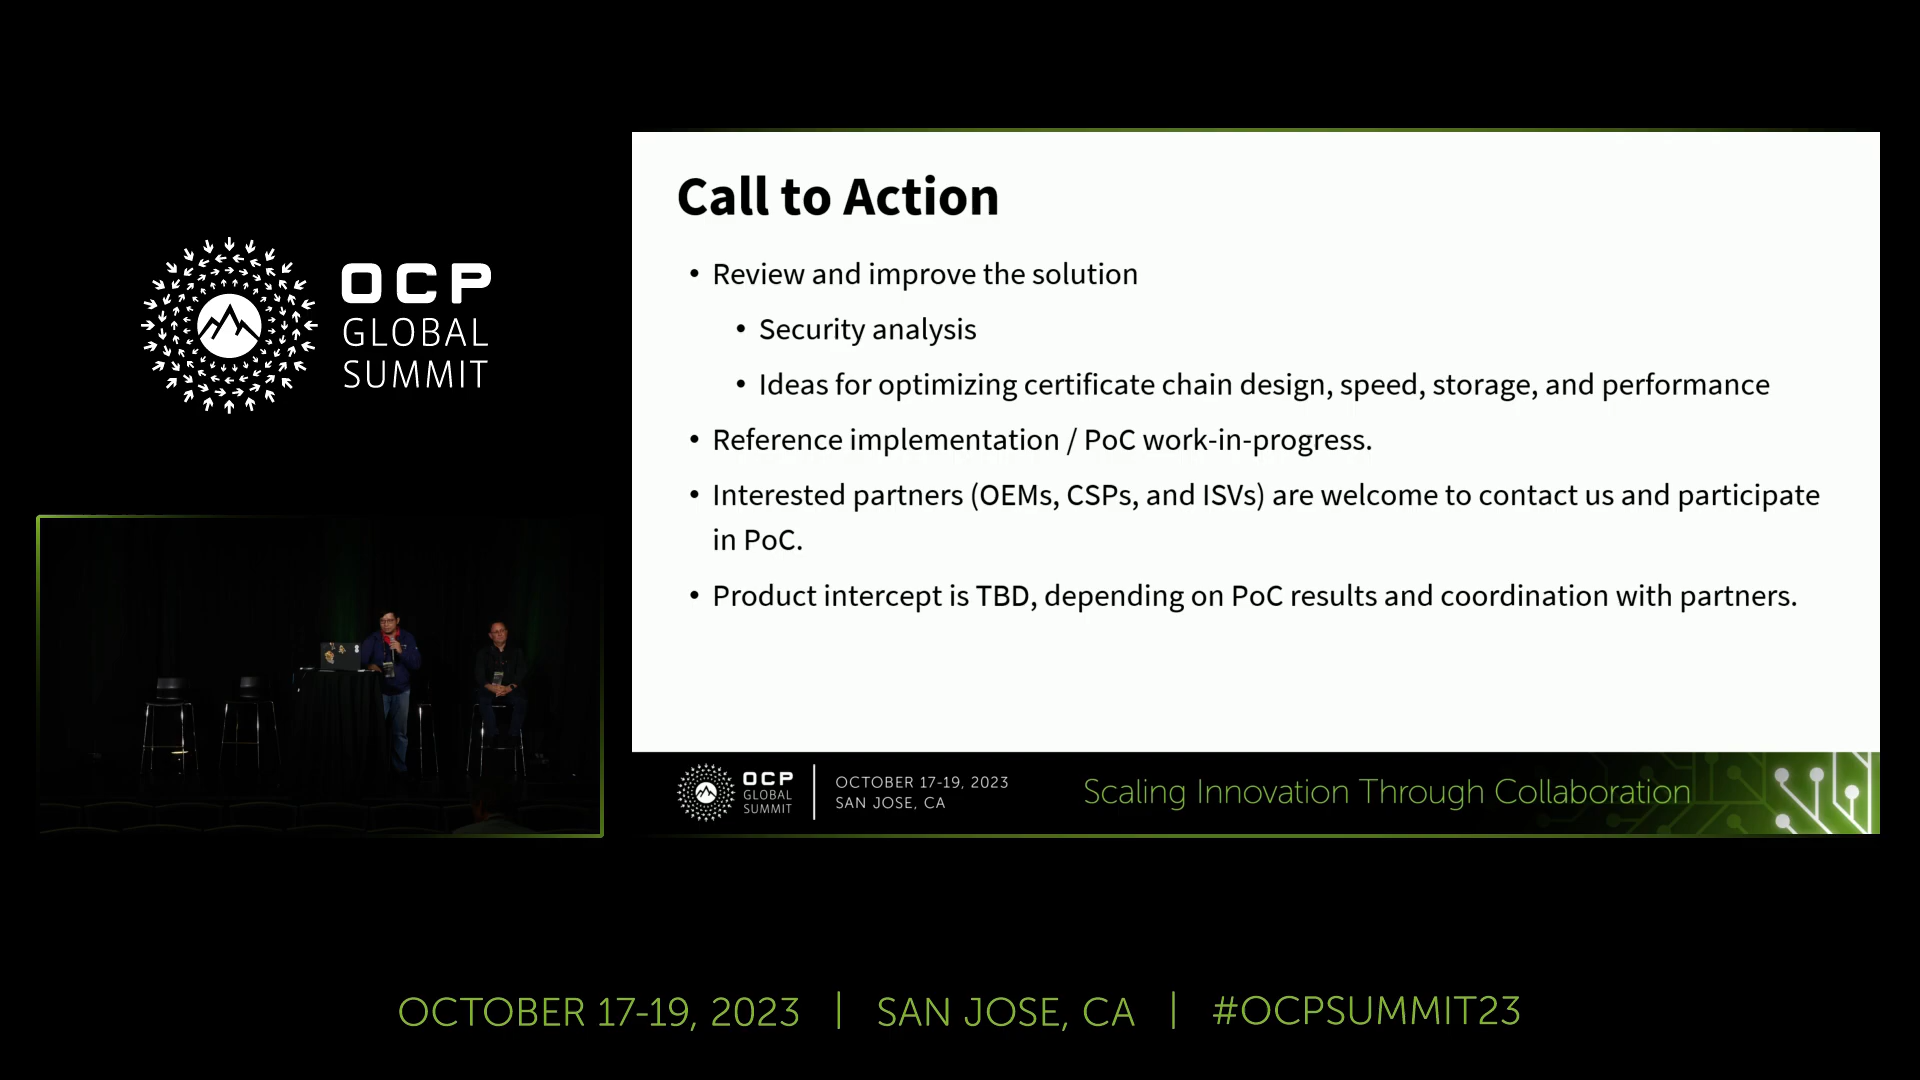 OCP
GLOBAL
SUMMIT
Call to Action
• Review and improve the solution
• Security analysis
• Ideas for optimizing certificate chain design, speed, storage, and performance
• Reference implementation / PoC work-in-progress.
• Interested partners (OEMs, CSPs, and ISVs) are welcome to contact us and participate
in PoC.
• Product intercept is TBD, depending on PoC results and coordination with partners.
OCP
GLOBAL
SUMMIT
OCTOBER 17-19, 2023
SAN JOSE, CA
Scaling Innovation Through Collaboration
OCTOBER 17-19, 2023 | SAN JOSE, CA | #OCPSUMMIT23